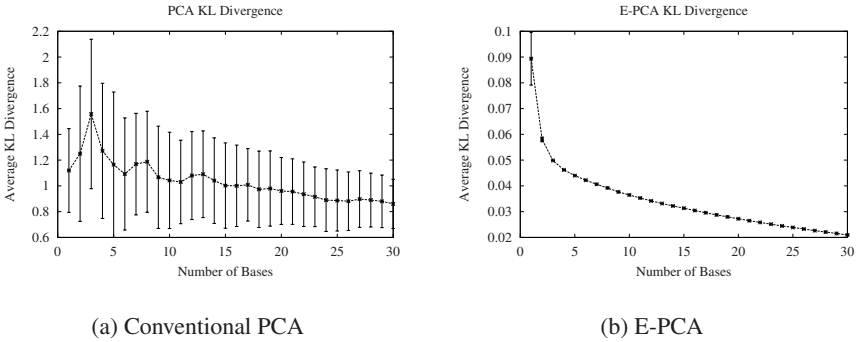 PCA KL Divergence
2.2
2
1.8
1.6
1.4
1.2
1
0.8
0.6
Average KL Divergence
0 5 10 15 20 25 30
Number of Bases
(a) Conventional PCA
E-PCA KL Divergence
0.1
0.09
0.08
0.07
0.06
0.05
0.04
0.03
0.02
Average KL Divergence
0 5 10 15 20 25 30
Number of Bases
(b) E-PCA